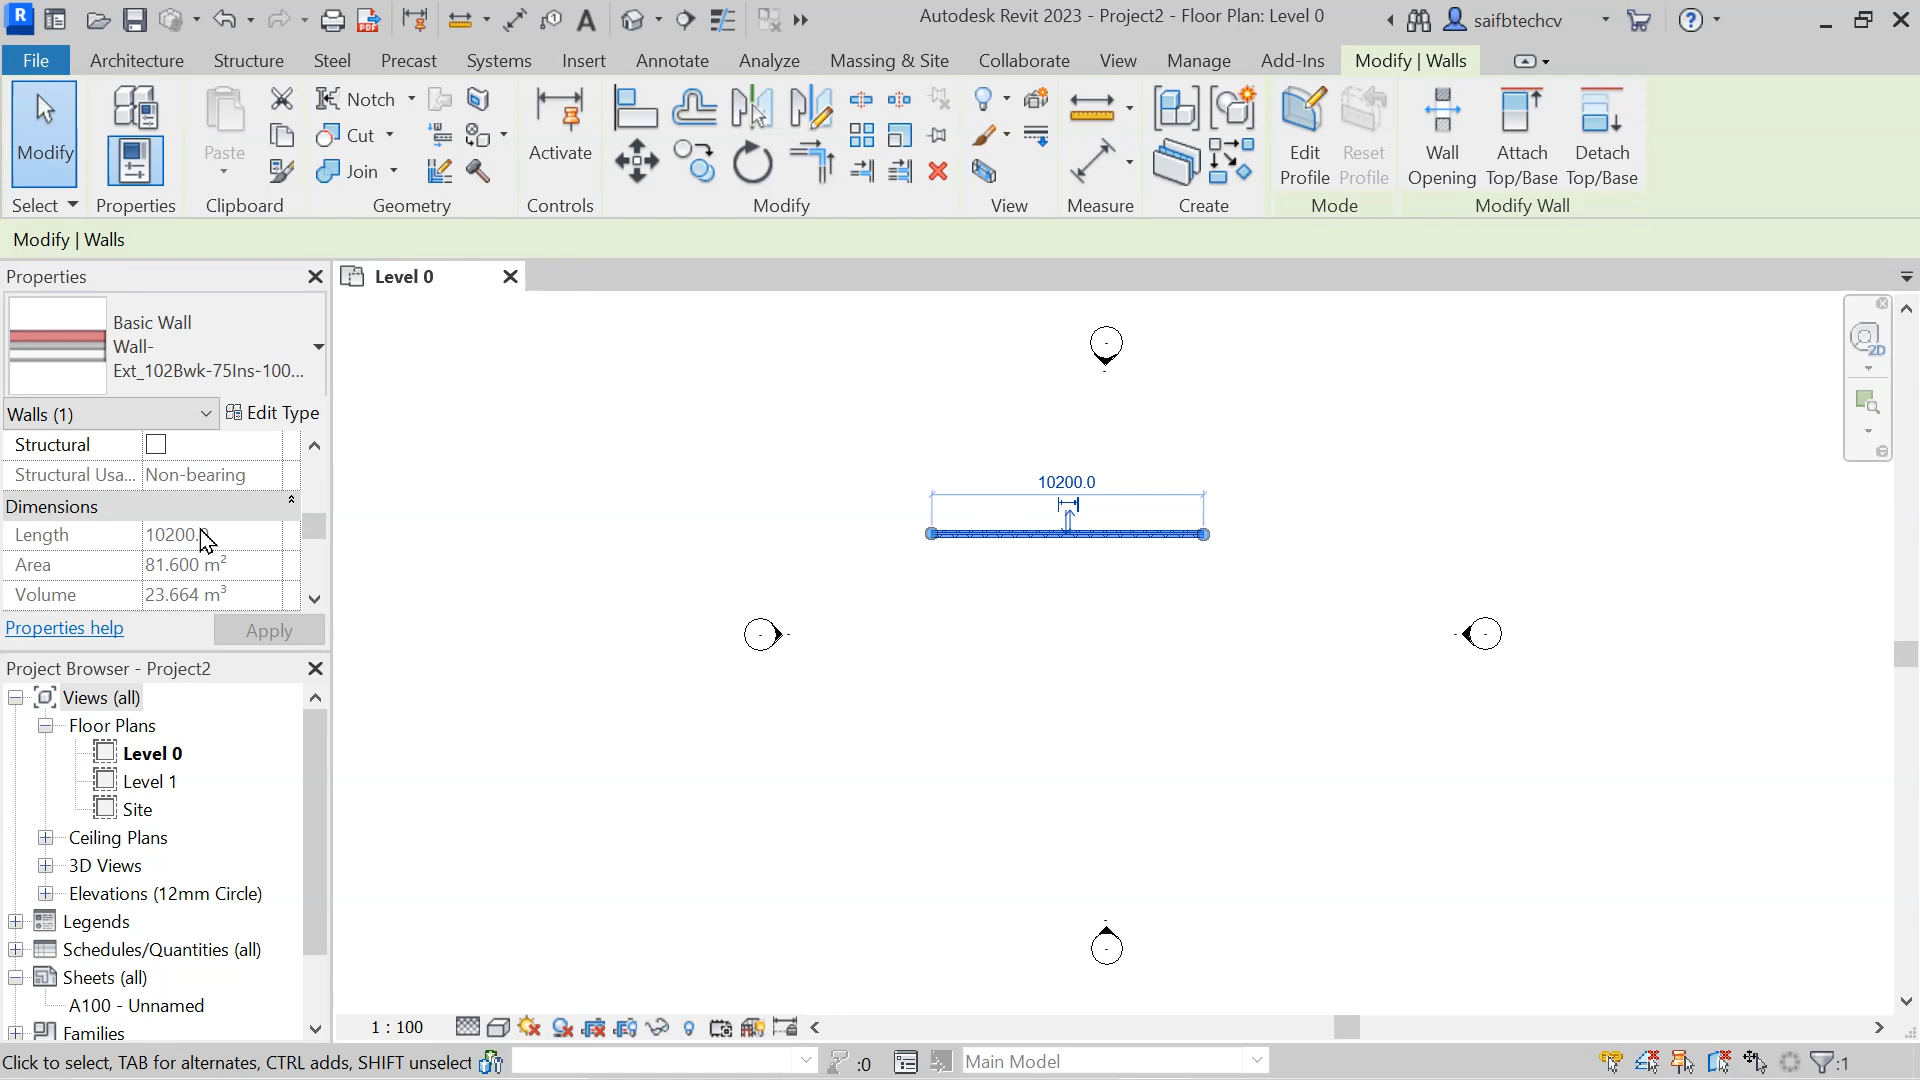 R
Autodesk Revit 2023 - Project2 - Floor Plan: Level 0
saifbtechcv
File Architecture Structure Steel Precast Systems Insert Annotate Analyze Massing & Site Collaborate View Manage Add-Ins Modify | Walls
Modify
Paste
Notch
Cut
Join
Activate
Edit
Profile
Reset
Profile
Wall
Opening
Attach
Top/Base
Detach
Top/Base
Select Properties Clipboard Geometry Controls Modify View Measure Create Mode Modify Wall
Modify | Walls
Properties
Level 0
Basic Wall
Wall-
Ext_102Bwk-75Ins-100...
Walls (1)
Edit Type
Structural
Structural Usa... Non-bearing
Dimensions
Length 10200.
Area 81.600 m²
Volume 23.664 m³
Properties help
Apply
10200.0
2D
Project Browser - Project2
Views (all)
Floor Plans
Level 0
Level 1
Site
Ceiling Plans
3D Views
Elevations (12mm Circle)
Legends
Schedules/Quantities (all)
Sheets (all)
A100 - Unnamed
Families
1 : 100
Click to select, TAB for alternates, CTRL adds, SHIFT unselect
:0
Main Model
:1